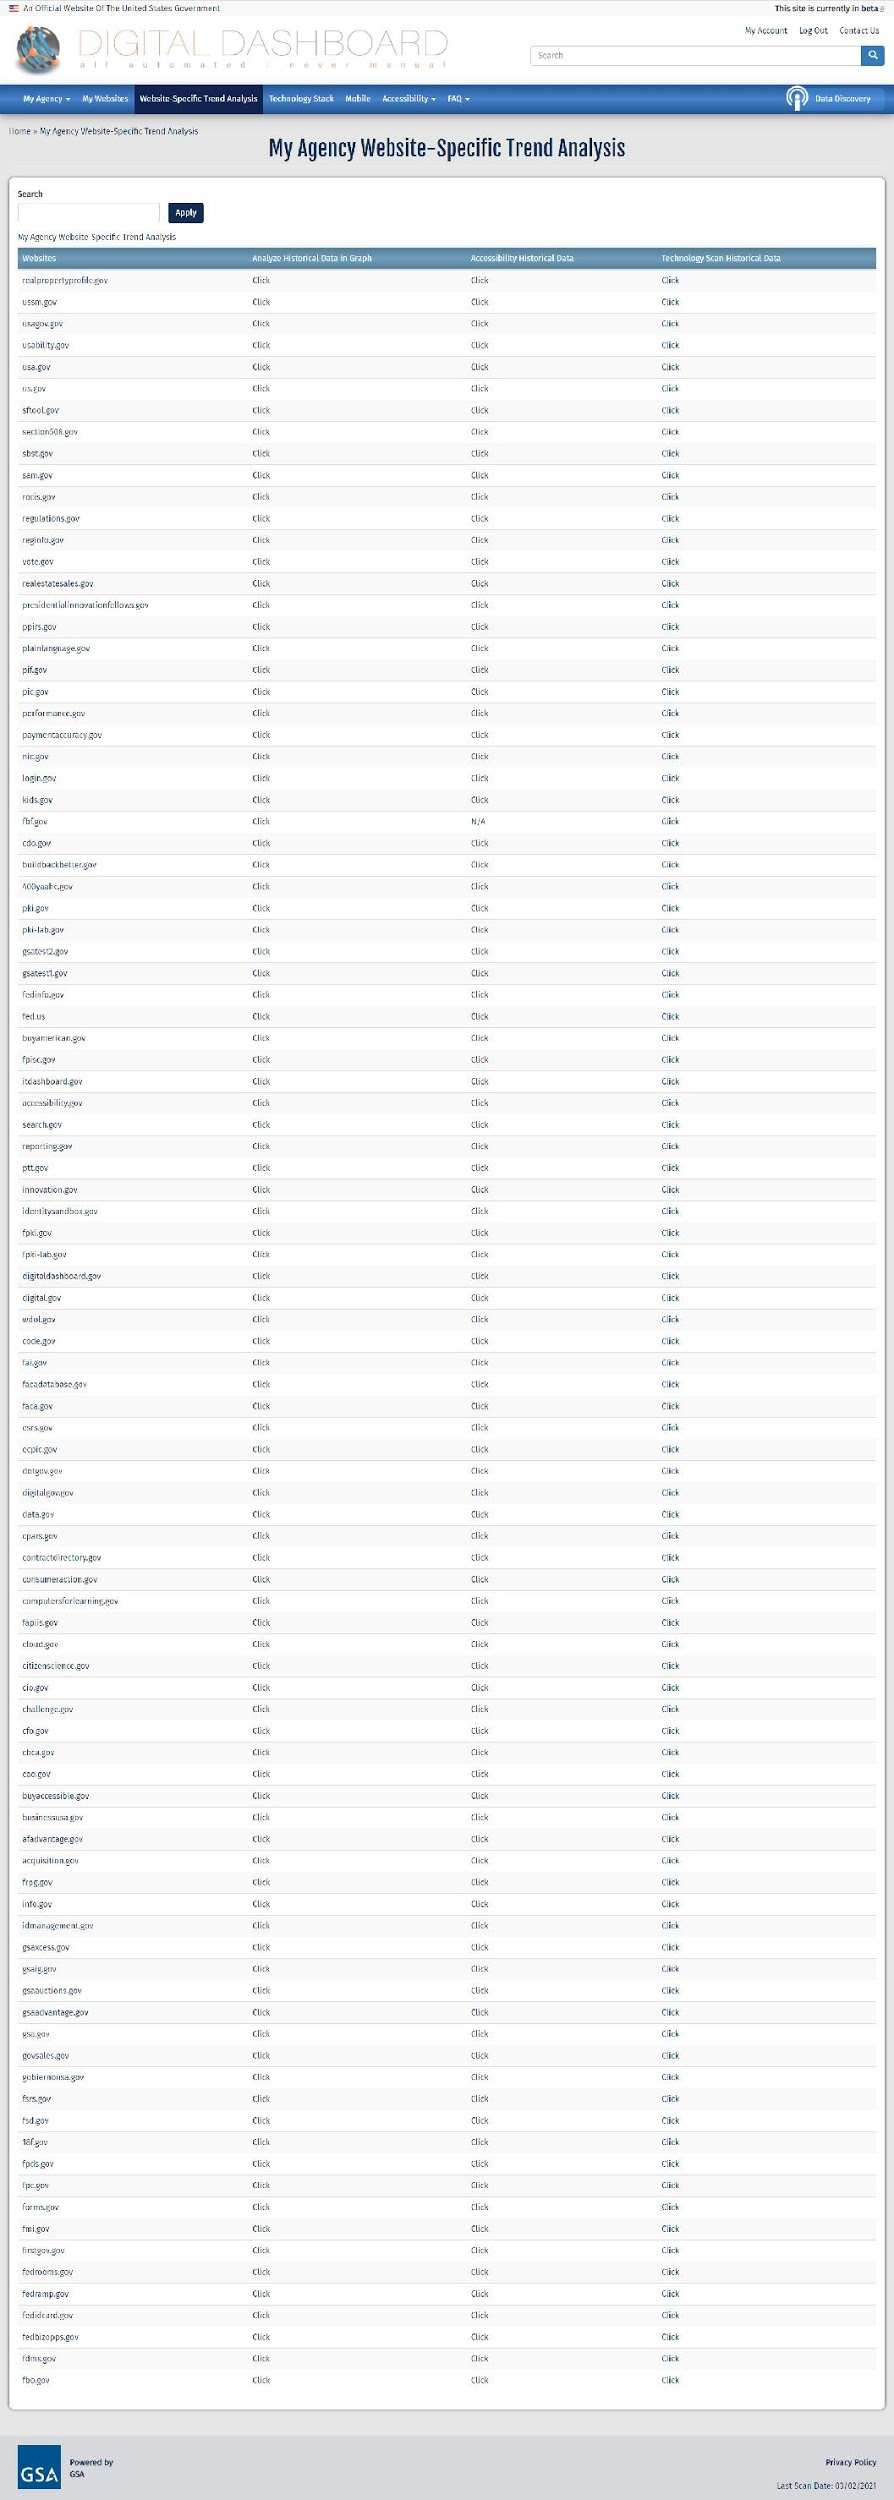 An Official Website Of The United States Government
This site is currently in beta
DIGITAL DASHBOARD
all automated : never manual
My Account Log Out Contact Us
Search
My Agency My Websites Website-Specific Trend Analysis Technology Stack Mobile Accessibility FAQ Data Discovery
Home » My Agency Website-Specific Trend Analysis
My Agency Website-Specific Trend Analysis
Search
Apply
My Agency Website-Specific Trend Analysis
Websites Analyze Historical Data in Graph Accessibility Historical Data Technology Scan Historical Data
realpropertyprofile.gov Click Click Click
ussm.gov Click Click Click
usagov.gov Click Click Click
usability.gov Click Click Click
usa.gov Click Click Click
us.gov Click Click Click
sftool.gov Click Click Click
section508.gov Click Click Click
sbst.gov Click Click Click
sam.gov Click Click Click
rocis.gov Click Click Click
regulations.gov Click Click Click
reginfo.gov Click Click Click
vote.gov Click Click Click
realestatesales.gov Click Click Click
presidentialinnovationfellows.gov Click Click Click
ppirs.gov Click Click Click
plainlanguage.gov Click Click Click
pif.gov Click Click Click
pic.gov Click Click Click
performance.gov Click Click Click
paymentaccuracy.gov Click Click Click
nic.gov Click Click Click
login.gov Click Click Click
kids.gov Click Click Click
fbf.gov Click N/A Click
cdo.gov Click Click Click
buildbackbetter.gov Click Click Click
400yaahc.gov Click Click Click
pki.gov Click Click Click
pki-lab.gov Click Click Click
gsatest2.gov Click Click Click
gsatest1.gov Click Click Click
fedinfo.gov Click Click Click
fed.us Click Click Click
buyamerican.gov Click Click Click
fpisc.gov Click Click Click
itdashboard.gov Click Click Click
accessibility.gov Click Click Click
search.gov Click Click Click
reporting.gov Click Click Click
ptt.gov Click Click Click
innovation.gov Click Click Click
identitysandbox.gov Click Click Click
fpki.gov Click Click Click
fpki-lab.gov Click Click Click
digitaldashboard.gov Click Click Click
digital.gov Click Click Click
wdol.gov Click Click Click
code.gov Click Click Click
fai.gov Click Click Click
facadatabase.gov Click Click Click
faca.gov Click Click Click
esrs.gov Click Click Click
ecpic.gov Click Click Click
dotgov.gov Click Click Click
digitalgov.gov Click Click Click
data.gov Click Click Click
cpars.gov Click Click Click
contractdirectory.gov Click Click Click
consumeraction.gov Click Click Click
computersforlearning.gov Click Click Click
fapiis.gov Click Click Click
cloud.gov Click Click Click
citizenscience.gov Click Click Click
cio.gov Click Click Click
challenge.gov Click Click Click
cfo.gov Click Click Click
cbca.gov Click Click Click
cao.gov Click Click Click
buyaccessible.gov Click Click Click
businessusa.gov Click Click Click
afadvantage.gov Click Click Click
acquisition.gov Click Click Click
frpg.gov Click Click Click
info.gov Click Click Click
idmanagement.gov Click Click Click
gsaxcess.gov Click Click Click
gsaig.gov Click Click Click
gsaauctions.gov Click Click Click
gsaadvantage.gov Click Click Click
gsa.gov Click Click Click
govsales.gov Click Click Click
gobiernousa.gov Click Click Click
fsrs.gov Click Click Click
fsd.gov Click Click Click
18f.gov Click Click Click
fpds.gov Click Click Click
fpc.gov Click Click Click
forms.gov Click Click Click
fmi.gov Click Click Click
firstgov.gov Click Click Click
fedrooms.gov Click Click Click
fedramp.gov Click Click Click
fedidcard.gov Click Click Click
fedbizopps.gov Click Click Click
fdms.gov Click Click Click
fbo.gov Click Click Click
GSA
Powered by
GSA
Privacy Policy
Last Scan Date: 03/02/2021